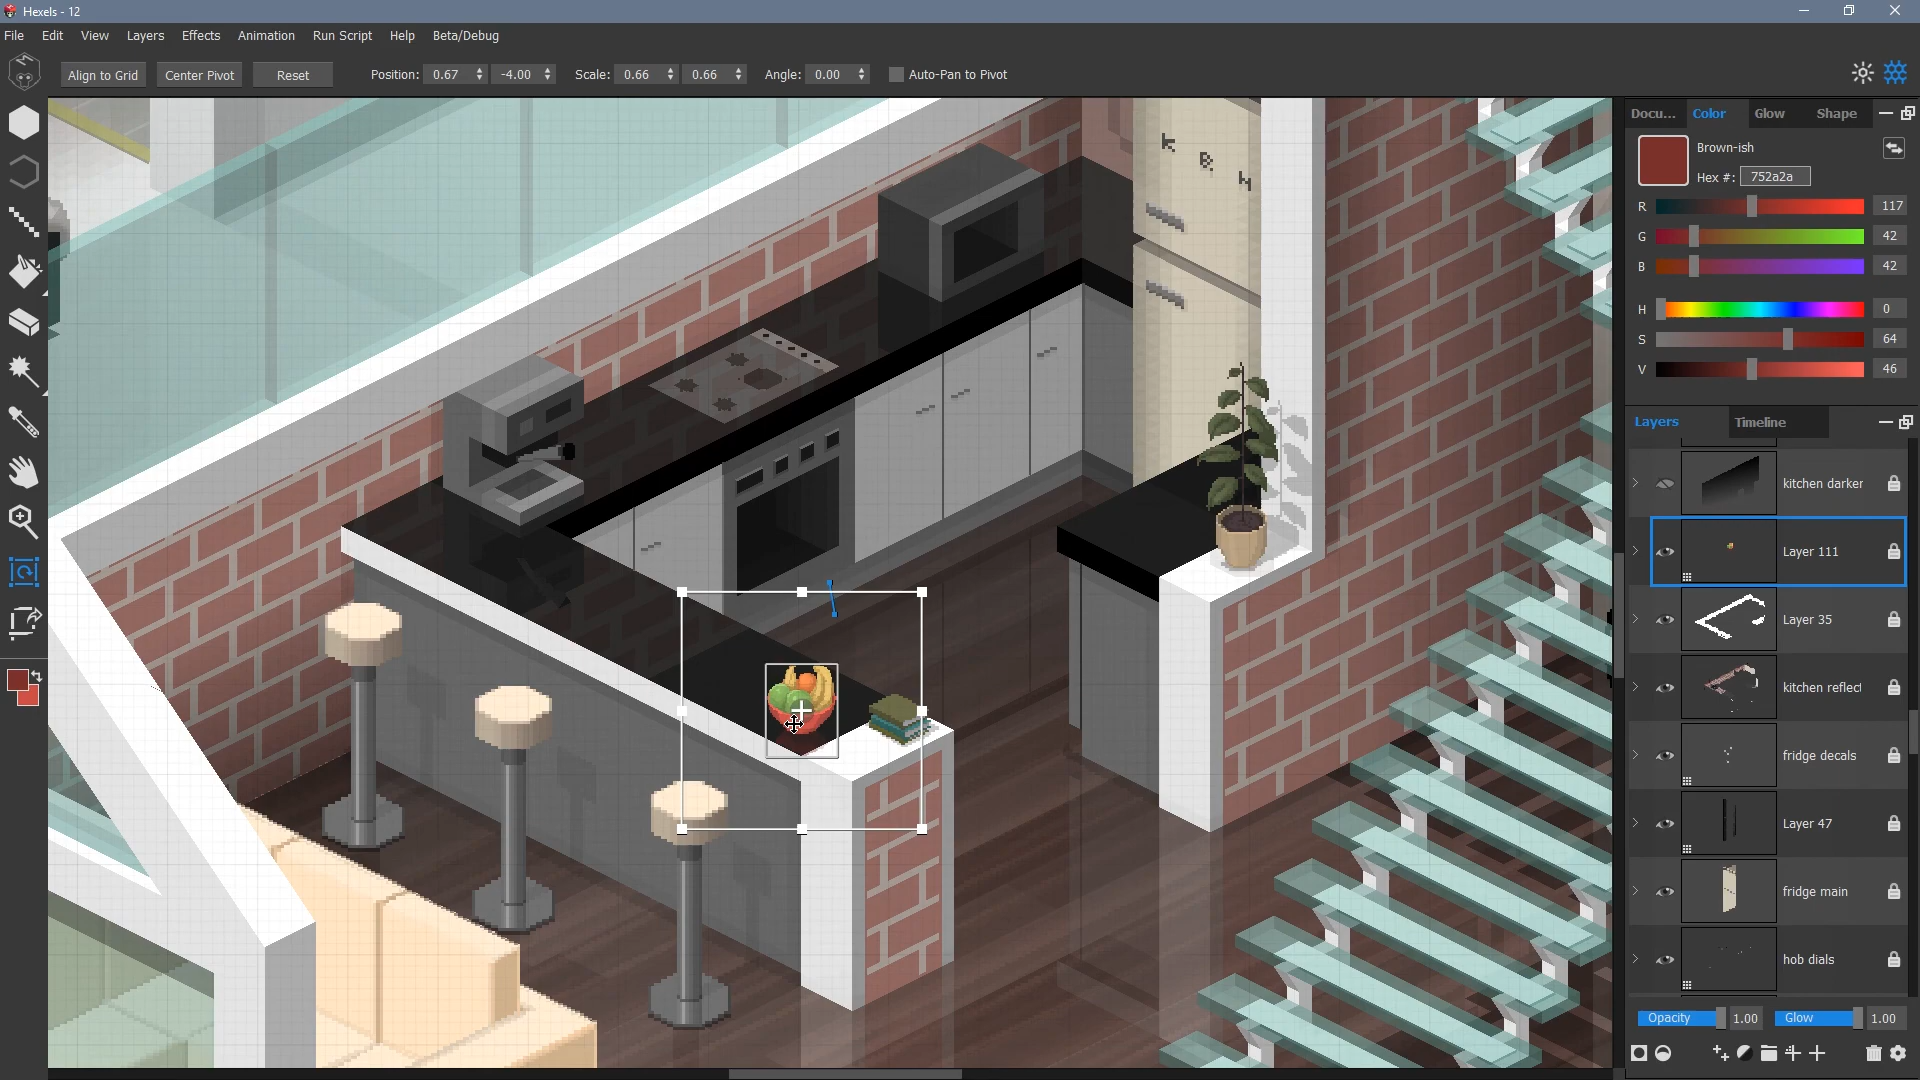 Hexels - 12
File Edit View Layers Effects Animation Run Script Help Beta/Debug
Align to Grid Center Pivot Reset Position: 0.67 -4.00 Scale: 0.66 0.66 Angle: 0.00 Auto-Pan to Pivot
Docu... Color Glow Shape
Brown-ish
Hex #: 752a2a
R 117
G 42
B 42
H 0
S 64
V 46
Layers Timeline
kitchen darker
Layer 111
Layer 35
kitchen reflect
fridge decals
Layer 47
fridge main
hob dials
Opacity 1.00 Glow 1.00